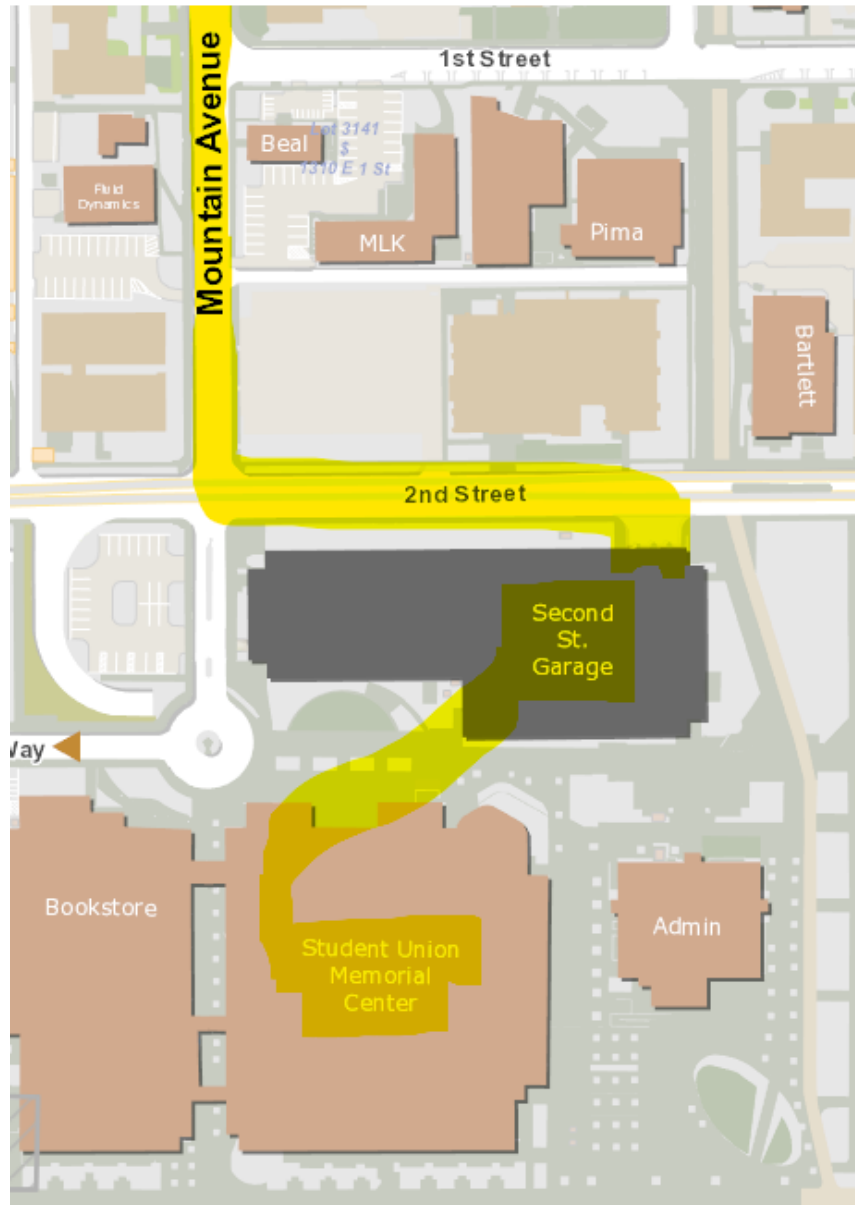 1st Street
Mountain Avenue
Beal
Lot 3141
$
1310 E 1 St
Fluid
Dynamics
MLK
Pima
Bartlett
2nd Street
Second
St.
Garage
Way
Bookstore
Admin
Student Union
Memorial
Center